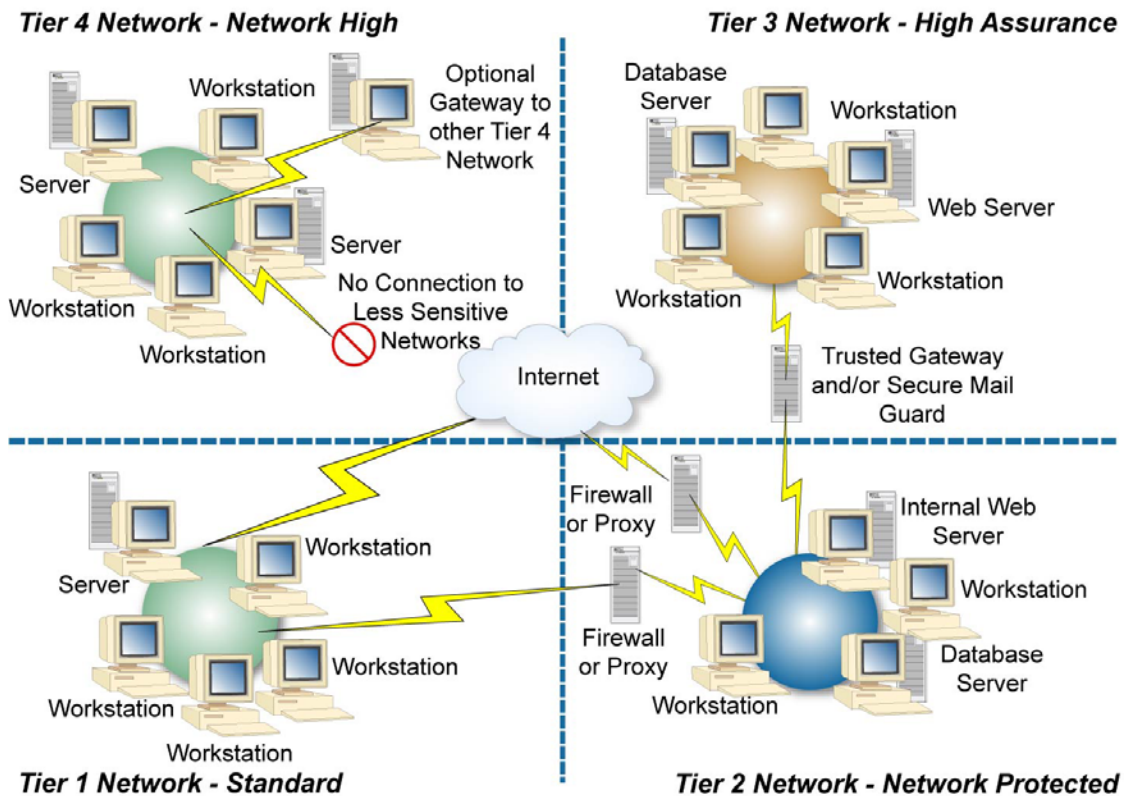 Tier 4 Network - Network High
Workstation
Optional
Gateway to
other Tier 4
Network
Server
Server
Workstation
Workstation
No Connection to
Less Sensitive
Networks
Tier 3 Network - High Assurance
Database
Server
Workstation
Web Server
Workstation
Workstation
Trusted Gateway
and/or Secure Mail
Guard
Internet
Server
Workstation
Workstation
Workstation
Workstation
Tier 1 Network - Standard
Firewall
or Proxy
Firewall
or Proxy
Internal Web
Server
Workstation
Database
Server
Workstation
Tier 2 Network - Network Protected